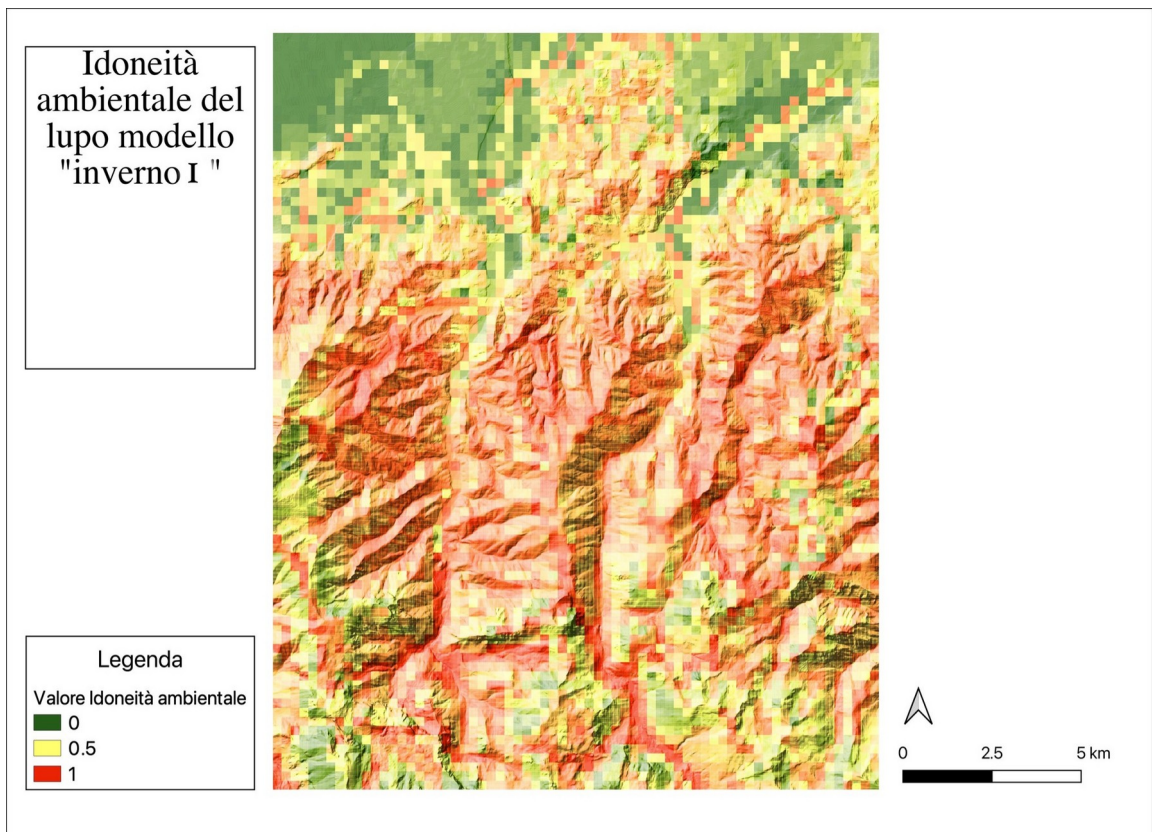 Idoneità
ambientale del
lupo modello
"inverno I "
Legenda
Valore Idoneità ambientale
0
0.5
1
0 2.5 5 km